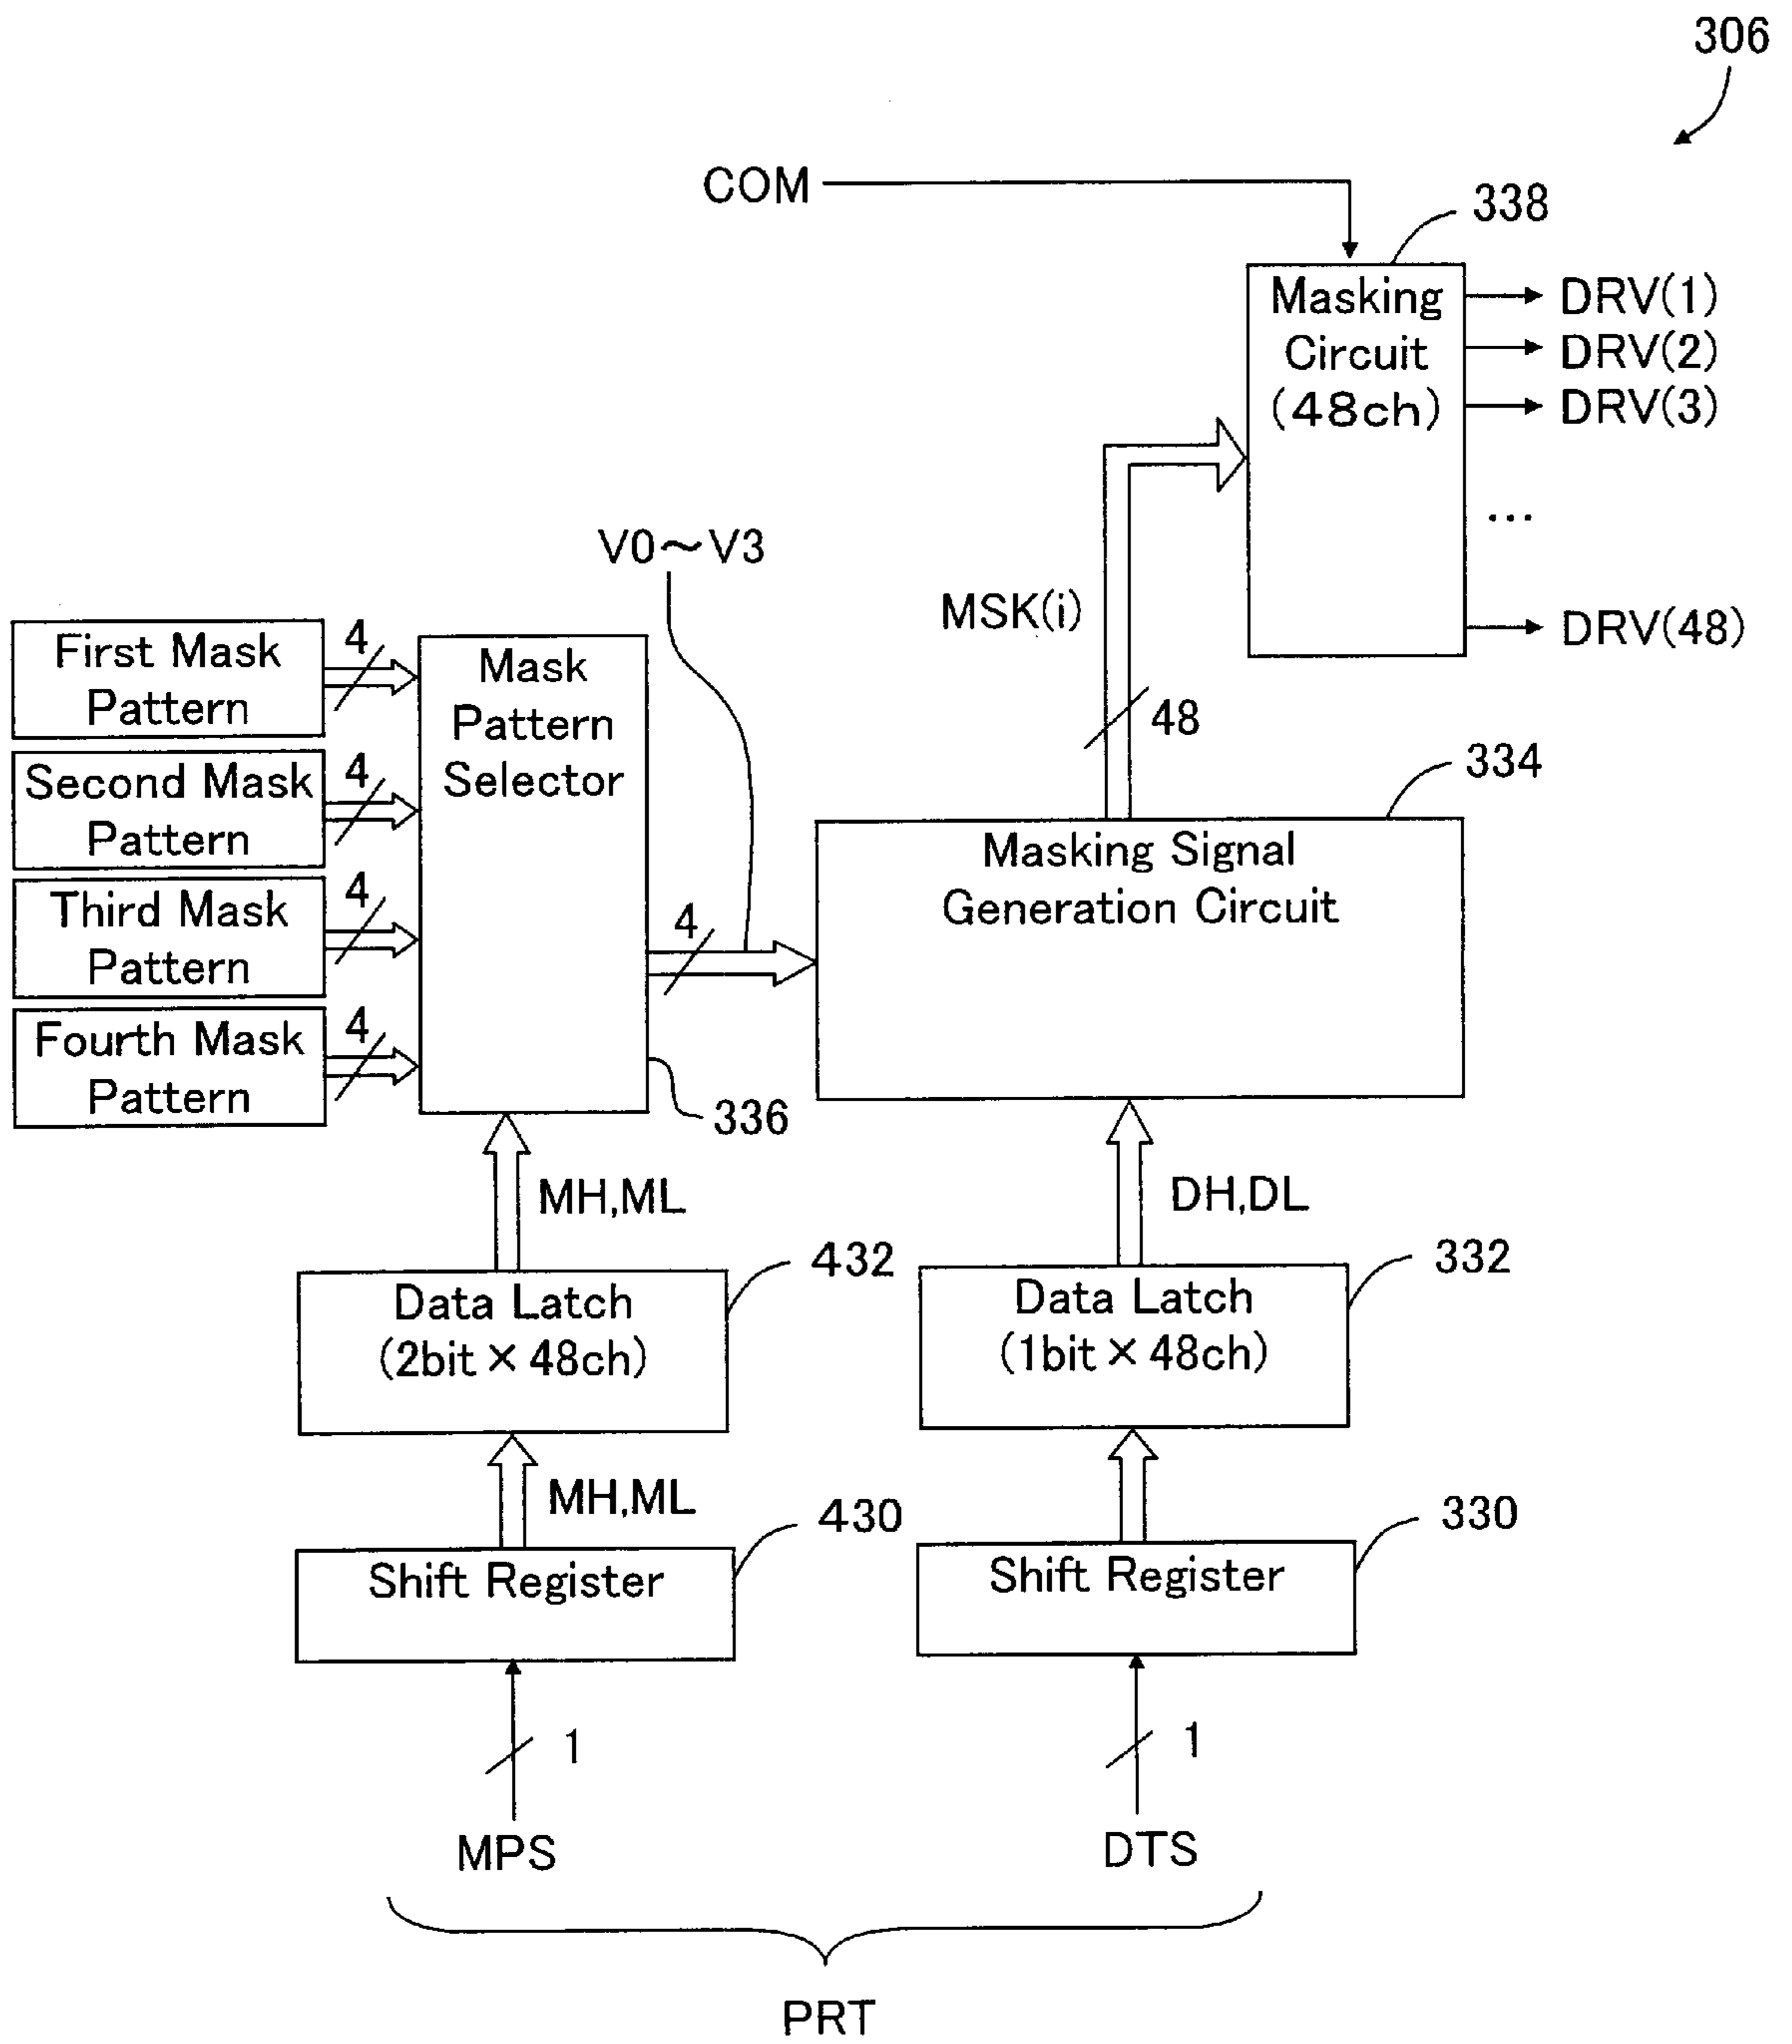 306
COM
338
Masking
Circuit
(48ch)
DRV(1)
DRV(2)
DRV(3)
...
DRV(48)
V0～V3
MSK(i)
48
First Mask
Pattern
4
Second Mask
Pattern
4
Third Mask
Pattern
4
Fourth Mask
Pattern
4
Mask
Pattern
Selector
336
4
334
Masking Signal
Generation Circuit
MH,ML
DH,DL
432
Data Latch
(2bit × 48ch)
332
Data Latch
(1bit × 48ch)
MH,ML
430
Shift Register
330
Shift Register
1
1
MPS
DTS
PRT